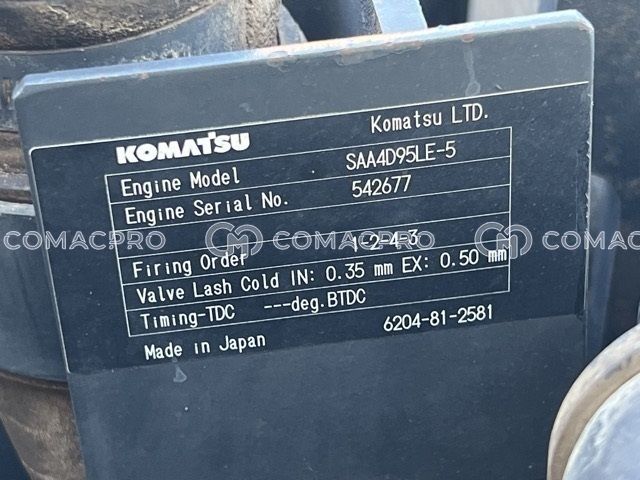 KOMATSU Komatsu LTD.
Engine Model SAA4D95LE-5
Engine Serial No. 542677
COMACPRO COMACPRO COMACPRO
Firing Order 1-2-4-3
Valve Lash Cold IN: 0.35 mm EX: 0.50 mm
Timing-TDC ---deg.BTDC
Made in Japan 6204-81-2581